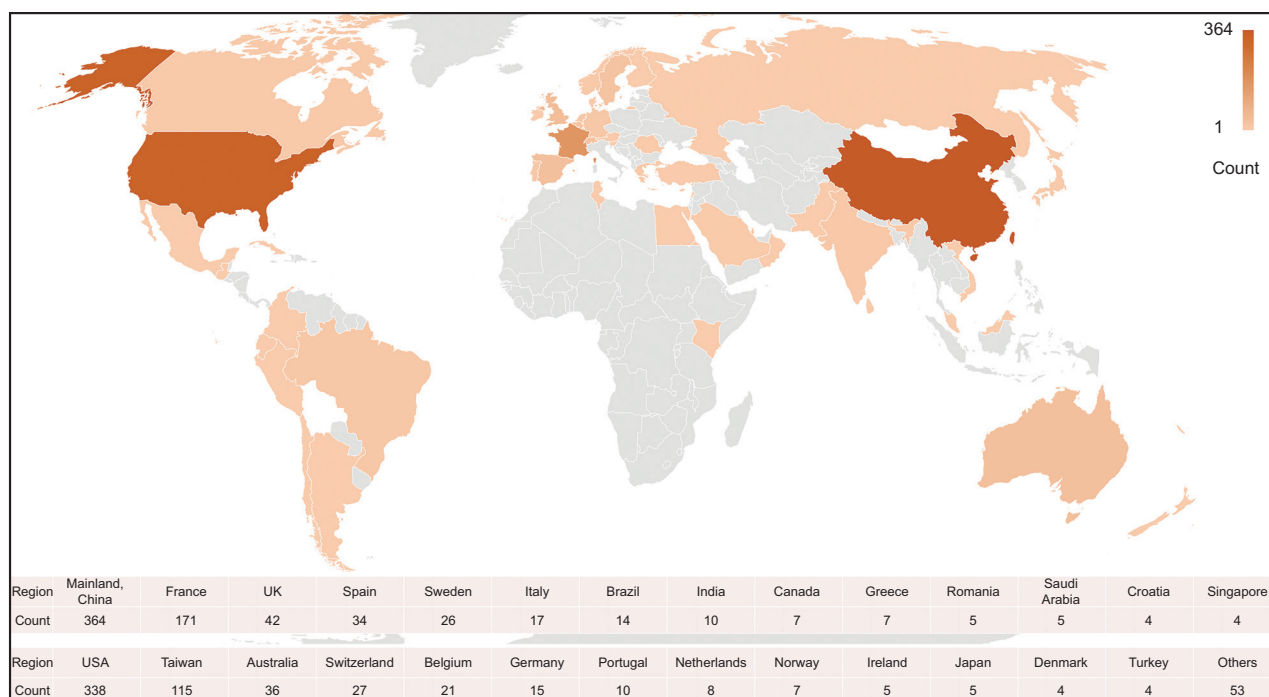 364
1
Count
Region Mainland, China France UK Spain Sweden Italy Brazil India Canada Greece Romania Saudi Arabia Croatia Singapore
Count 364 171 42 34 26 17 14 10 7 7 5 5 4 4
Region USA Taiwan Australia Switzerland Belgium Germany Portugal Netherlands Norway Ireland Japan Denmark Turkey Others
Count 338 115 36 27 21 15 10 8 7 5 5 4 4 53